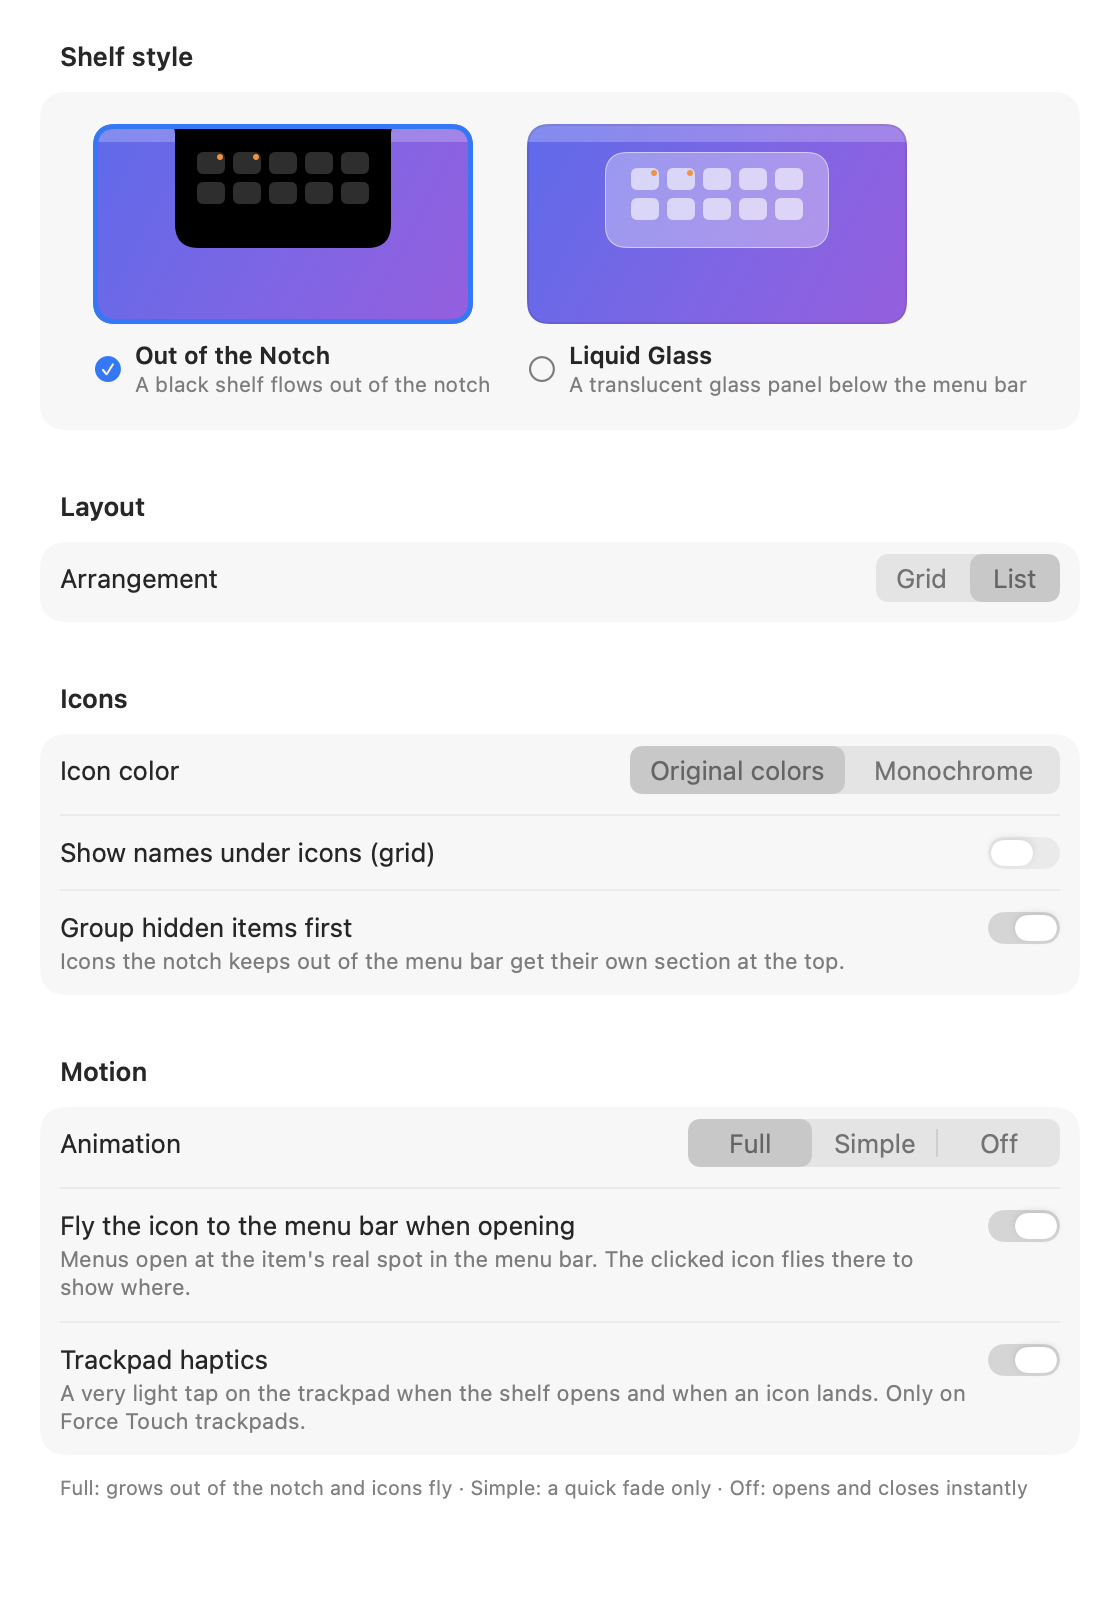 Shelf style
Out of the Notch
A black shelf flows out of the notch
Liquid Glass
A translucent glass panel below the menu bar
Layout
Arrangement
Grid
List
Icons
Icon color
Original colors
Monochrome
Show names under icons (grid)
Group hidden items first
Icons the notch keeps out of the menu bar get their own section at the top.
Motion
Animation
Full
Simple
Off
Fly the icon to the menu bar when opening
Menus open at the item's real spot in the menu bar. The clicked icon flies there to
show where.
Trackpad haptics
A very light tap on the trackpad when the shelf opens and when an icon lands. Only on
Force Touch trackpads.
Full: grows out of the notch and icons fly · Simple: a quick fade only · Off: opens and closes instantly